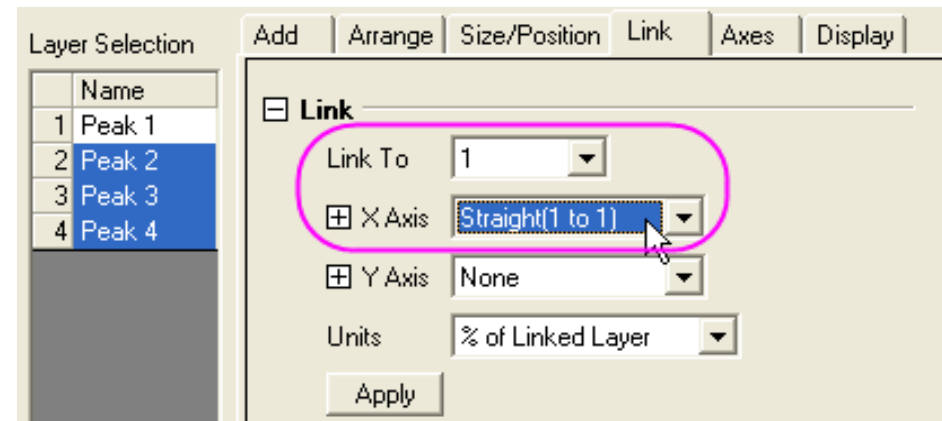 Layer Selection
Name
1 Peak 1
2 Peak 2
3 Peak 3
4 Peak 4
Add Arrange Size/Position Link Axes Display
Link
Link To 1
X Axis Straight(1 to 1)
Y Axis None
Units % of Linked Layer
Apply